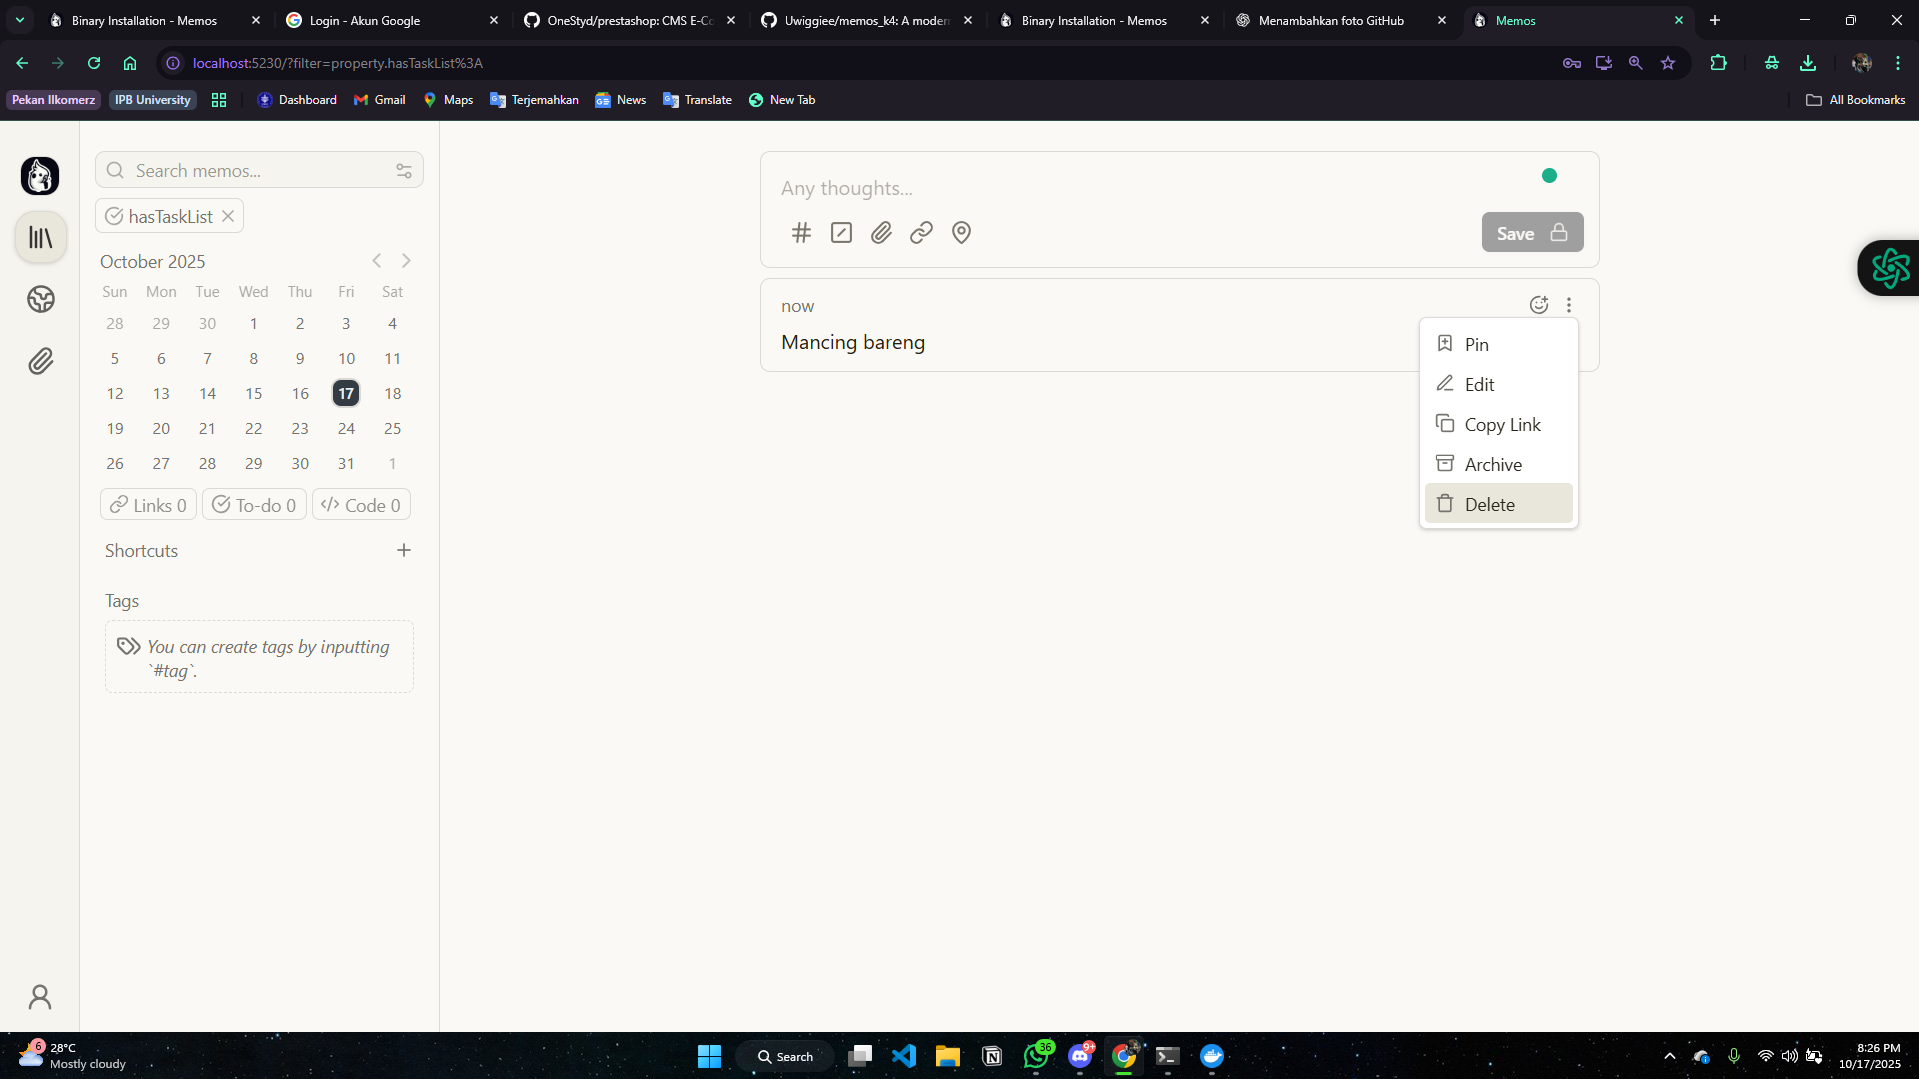 Binary Installation - Memos
Login - Akun Google
OneStyd/prestashop: CMS E-Co
Uwiggiee/memos_k4: A modern
Binary Installation - Memos
Menambahkan foto GitHub
Memos
localhost:5230/?filter=property.hasTaskList%3A
Pekan Ilkomerz
IPB University
Dashboard
Gmail
Maps
Terjemahkan
News
Translate
New Tab
All Bookmarks
Search memos...
hasTaskList
October 2025
Sun Mon Tue Wed Thu Fri Sat
28 29 30 1 2 3 4
5 6 7 8 9 10 11
12 13 14 15 16 17 18
19 20 21 22 23 24 25
26 27 28 29 30 31 1
Links 0
To-do 0
Code 0
Shortcuts
Tags
You can create tags by inputting
`#tag`.
Any thoughts...
Save
now
Mancing bareng
Pin
Edit
Copy Link
Archive
Delete
6
28°C
Mostly cloudy
Search
36
9+
8:26 PM
10/17/2025